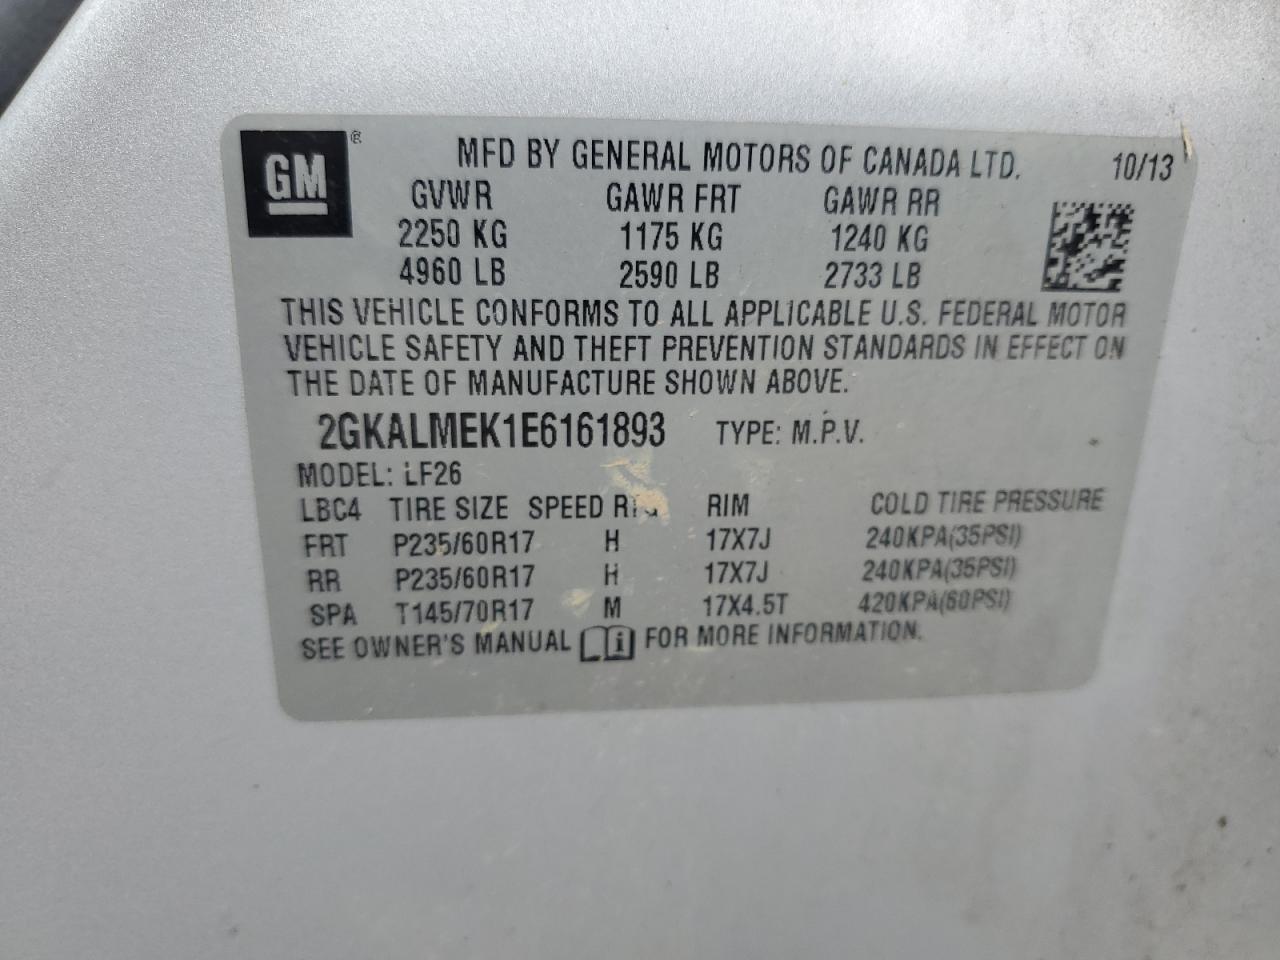 GM ®
MFD BY GENERAL MOTORS OF CANADA LTD. 10/13
GVWR GAWR FRT GAWR RR
2250 KG 1175 KG 1240 KG
4960 LB 2590 LB 2733 LB
THIS VEHICLE CONFORMS TO ALL APPLICABLE U.S. FEDERAL MOTOR
VEHICLE SAFETY AND THEFT PREVENTION STANDARDS IN EFFECT ON
THE DATE OF MANUFACTURE SHOWN ABOVE.
2GKALMEK1E6161893 TYPE: M.P.V.
MODEL: LF26
LBC4 TIRE SIZE SPEED RTG RIM COLD TIRE PRESSURE
FRT P235/60R17 H 17X7J 240KPA(35PSI)
RR P235/60R17 H 17X7J 240KPA(35PSI)
SPA T145/70R17 M 17X4.5T 420KPA(60PSI)
SEE OWNER'S MANUAL i FOR MORE INFORMATION.